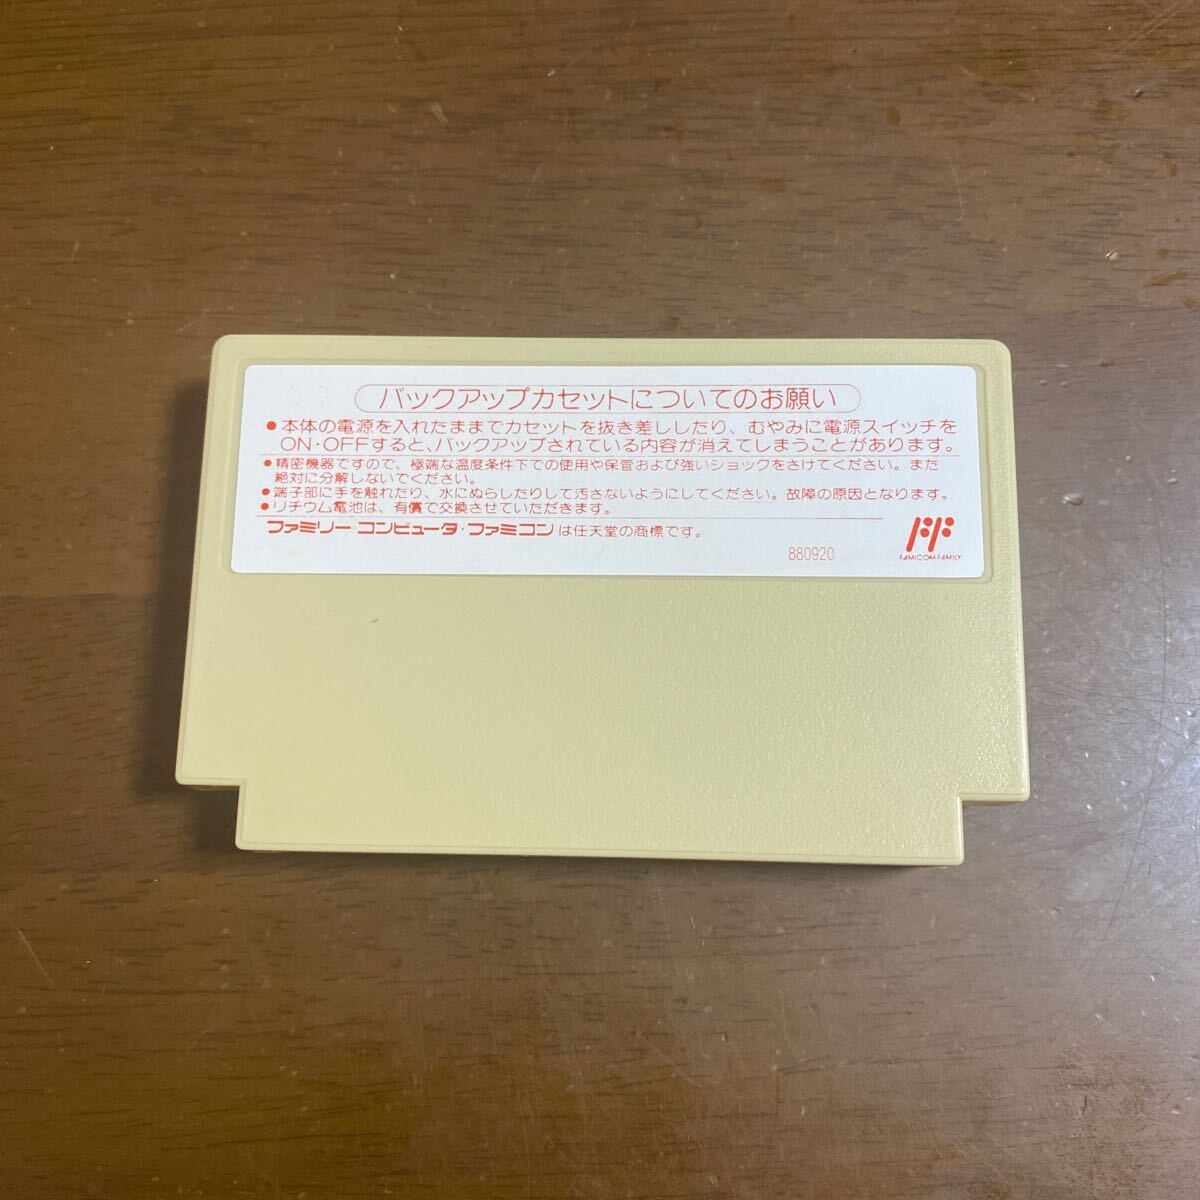 バックアップカセットについてのお願い
●本体の電源を入れたままでカセットを抜き差ししたり、むやみに電源スイッチを
ON・OFFすると、バックアップされている内容が消えてしまうことがあります。
●精密機器ですので、極端な温度条件下での使用や保管および強いショックをさけてください。また
絶対に分解しないでください。
●端子部に手を触れたり、水にぬらしたりして汚さないようにしてください。故障の原因となります。
●リチウム電池は、有償で交換させていただきます。
ファミリー コンピュータ・ファミコンは任天堂の商標です。
880920
FAMICOM FAMILY